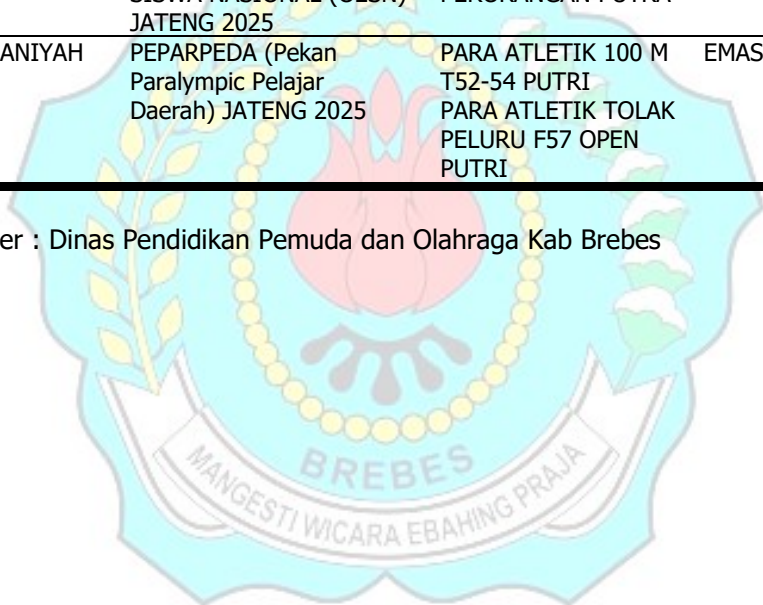 JATENG 2025
ANIYAH PEPARPEDA (Pekan PARA ATLETIK 100 M EMAS
Paralympic Pelajar T52-54 PUTRI
Daerah) JATENG 2025 PARA ATLETIK TOLAK
PELURU F57 OPEN
PUTRI
er : Dinas Pendidikan Pemuda dan Olahraga Kab Brebes
BREBES
MANGESTI WICARA EBAHING PRAJA